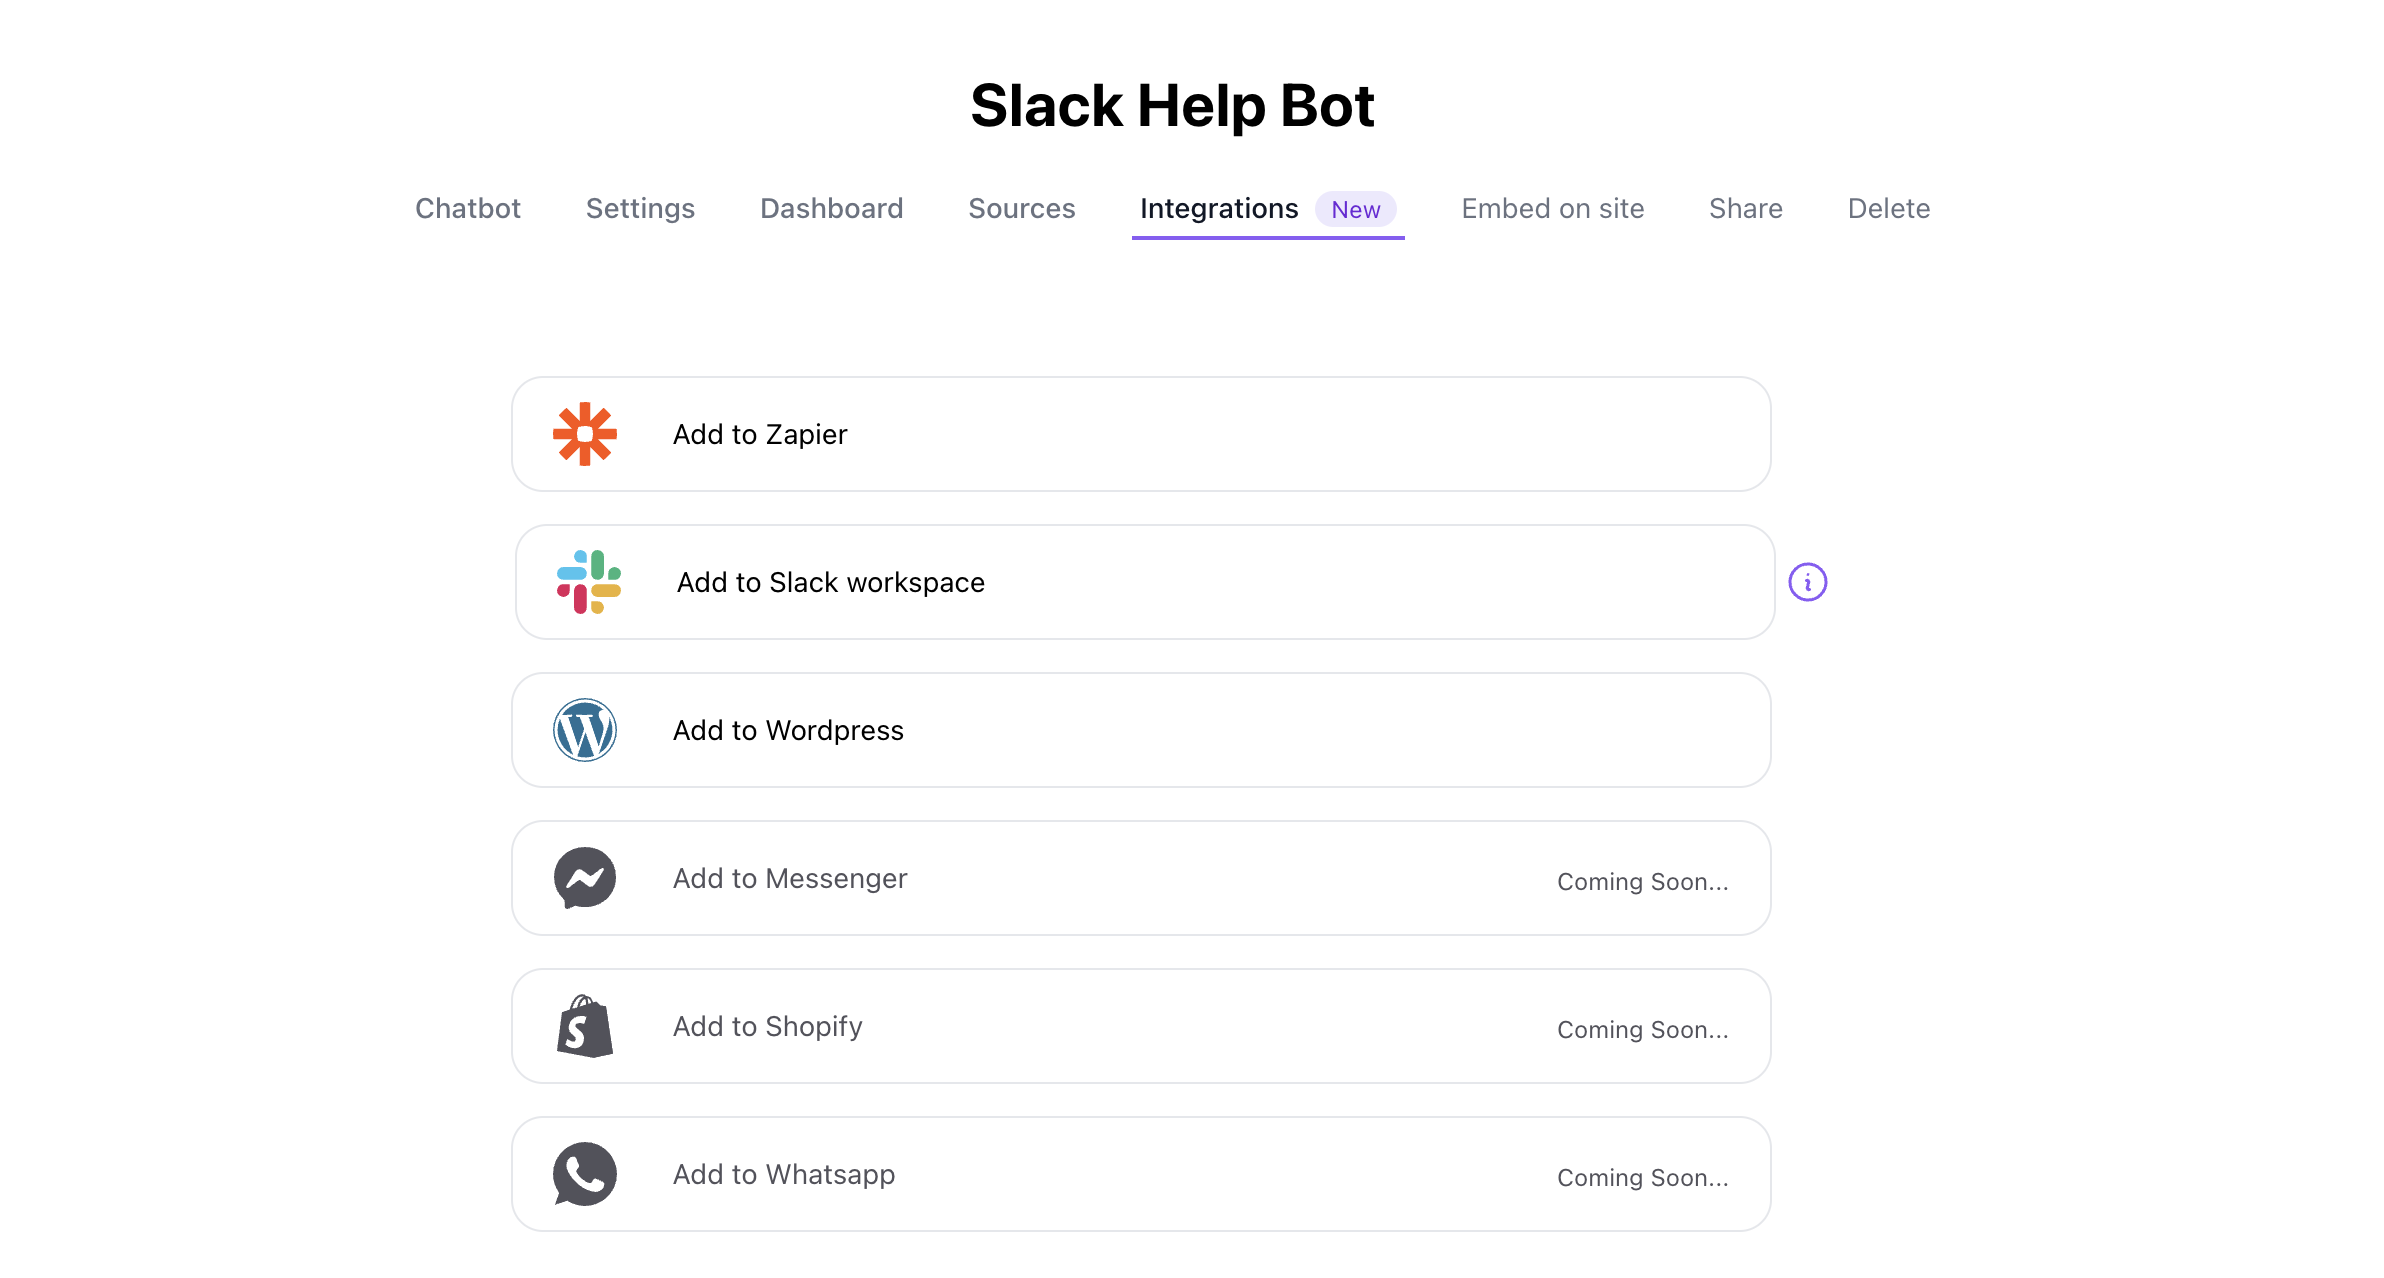 Slack Help Bot
Chatbot Settings Dashboard Sources Integrations New Embed on site Share Delete
Add to Zapier
Add to Slack workspace
Add to Wordpress
Add to Messenger Coming Soon...
Add to Shopify Coming Soon...
Add to Whatsapp Coming Soon...